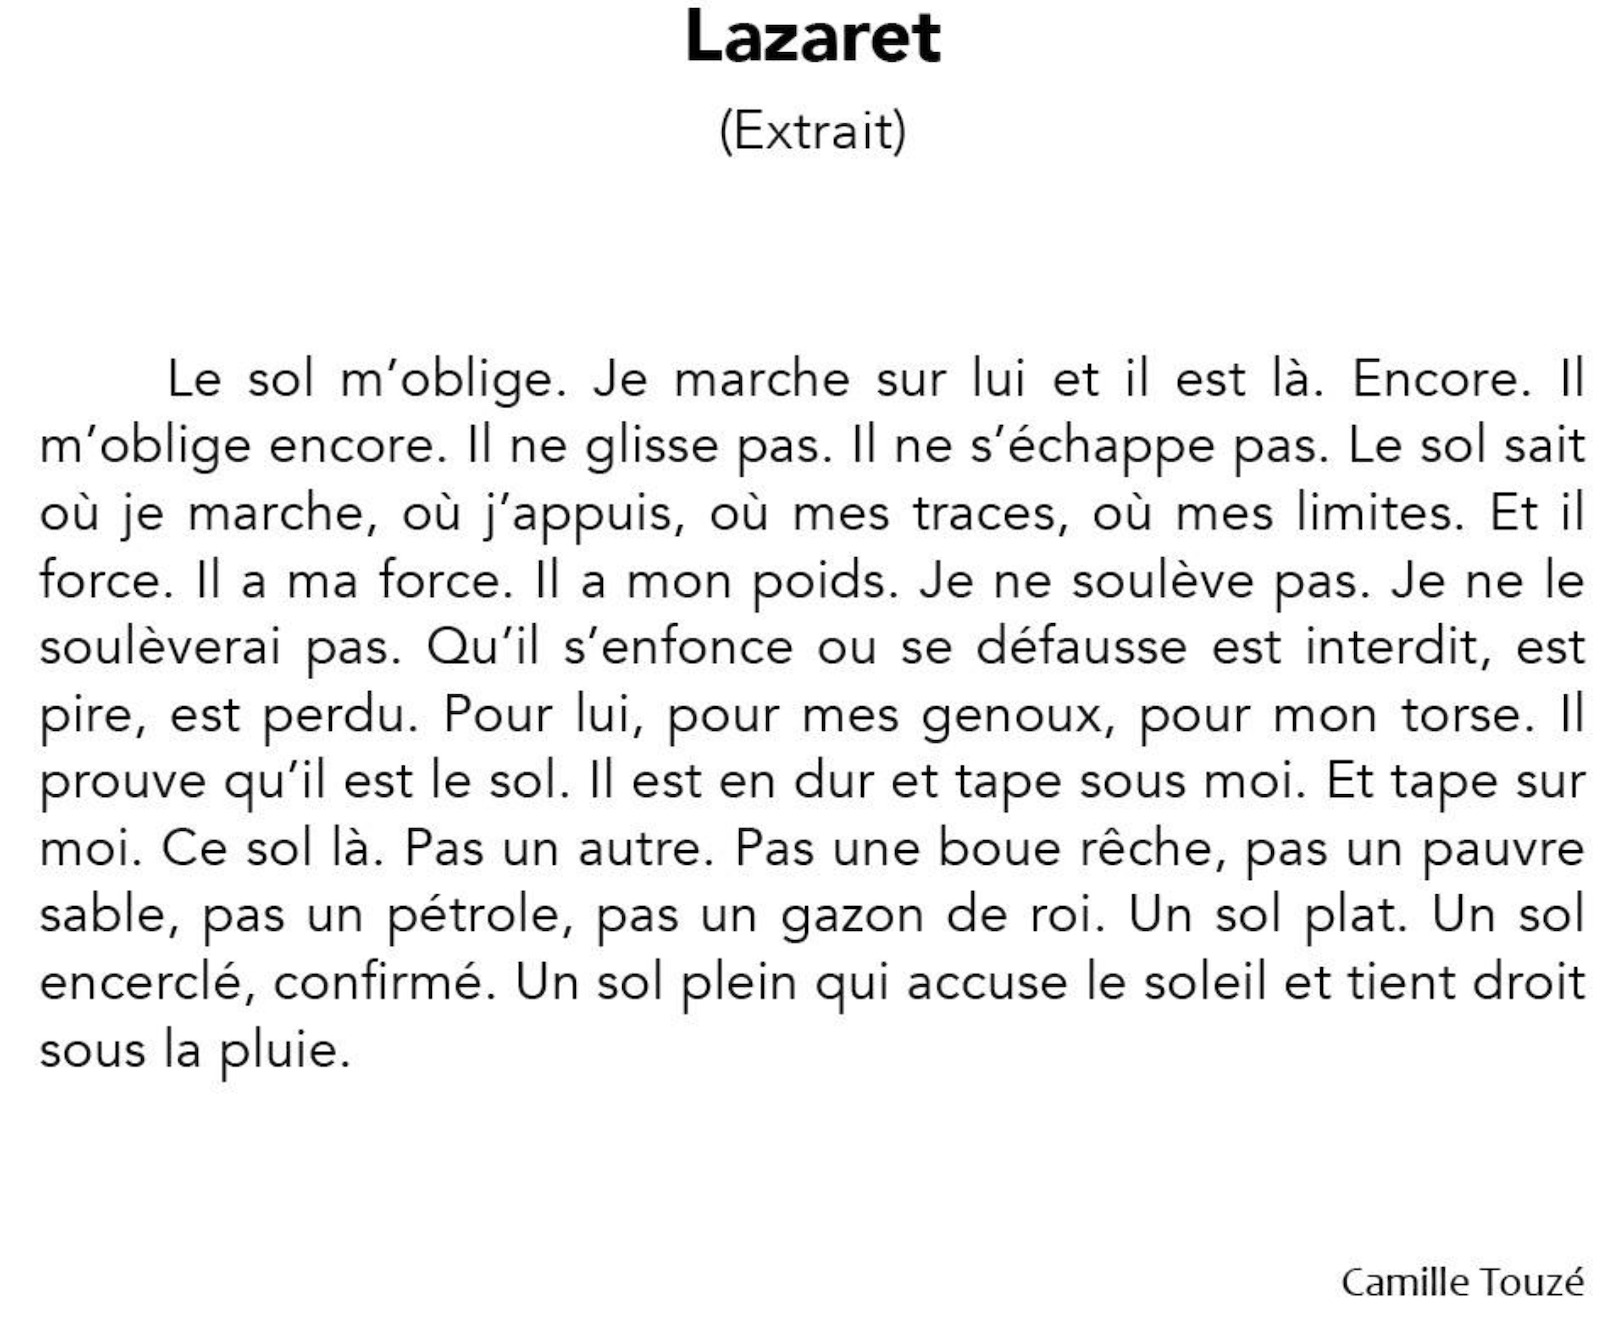 Lazaret
(Extrait)
Le sol m’oblige. Je marche sur lui et il est là. Encore. Il
m’oblige encore. Il ne glisse pas. Il ne s’échappe pas. Le sol sait
où je marche, où j’appuis, où mes traces, où mes limites. Et il
force. Il a ma force. Il a mon poids. Je ne soulève pas. Je ne le
soulèverai pas. Qu’il s’enfonce ou se défausse est interdit, est
pire, est perdu. Pour lui, pour mes genoux, pour mon torse. Il
prouve qu’il est le sol. Il est en dur et tape sous moi. Et tape sur
moi. Ce sol là. Pas un autre. Pas une boue rêche, pas un pauvre
sable, pas un pétrole, pas un gazon de roi. Un sol plat. Un sol
encerclé, confirmé. Un sol plein qui accuse le soleil et tient droit
sous la pluie.
Camille Touzé